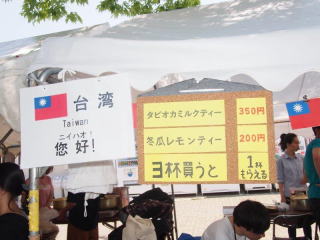 台湾
Taiwan
ニイハオ!
您好!
タピオカミルクティー 350円
冬瓜レモンティー 200円
3杯買うと 1杯もらえる